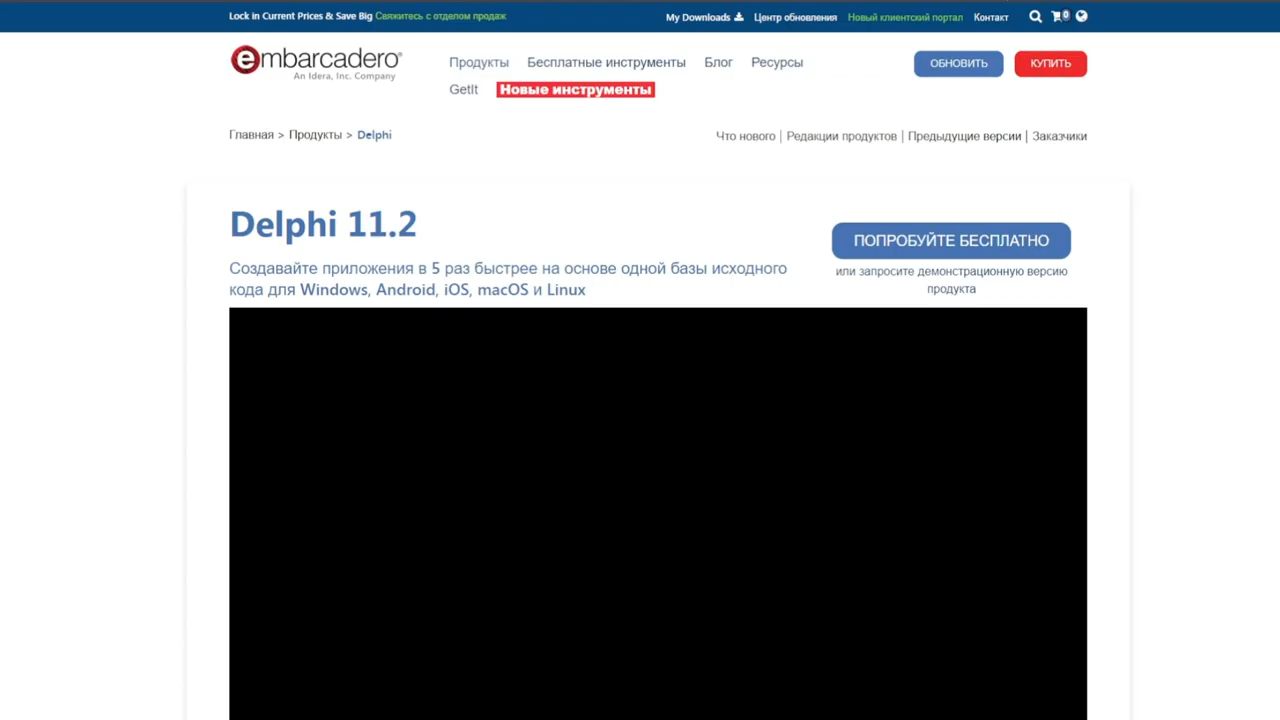 Lock in Current Prices & Save Big Свяжитесь с отделом продаж
My Downloads Центр обновления Новый клиентский портал Контакт 0
embarcadero®
An Idera, Inc. Company
Продукты Бесплатные инструменты Блог Ресурсы
GetIt Новые инструменты
ОБНОВИТЬ КУПИТЬ
Главная > Продукты > Delphi
Что нового | Редакции продуктов | Предыдущие версии | Заказчики
Delphi 11.2
Создавайте приложения в 5 раз быстрее на основе одной базы исходного
кода для Windows, Android, iOS, macOS и Linux
ПОПРОБУЙТЕ БЕСПЛАТНО
или запросите демонстрационную версию
продукта